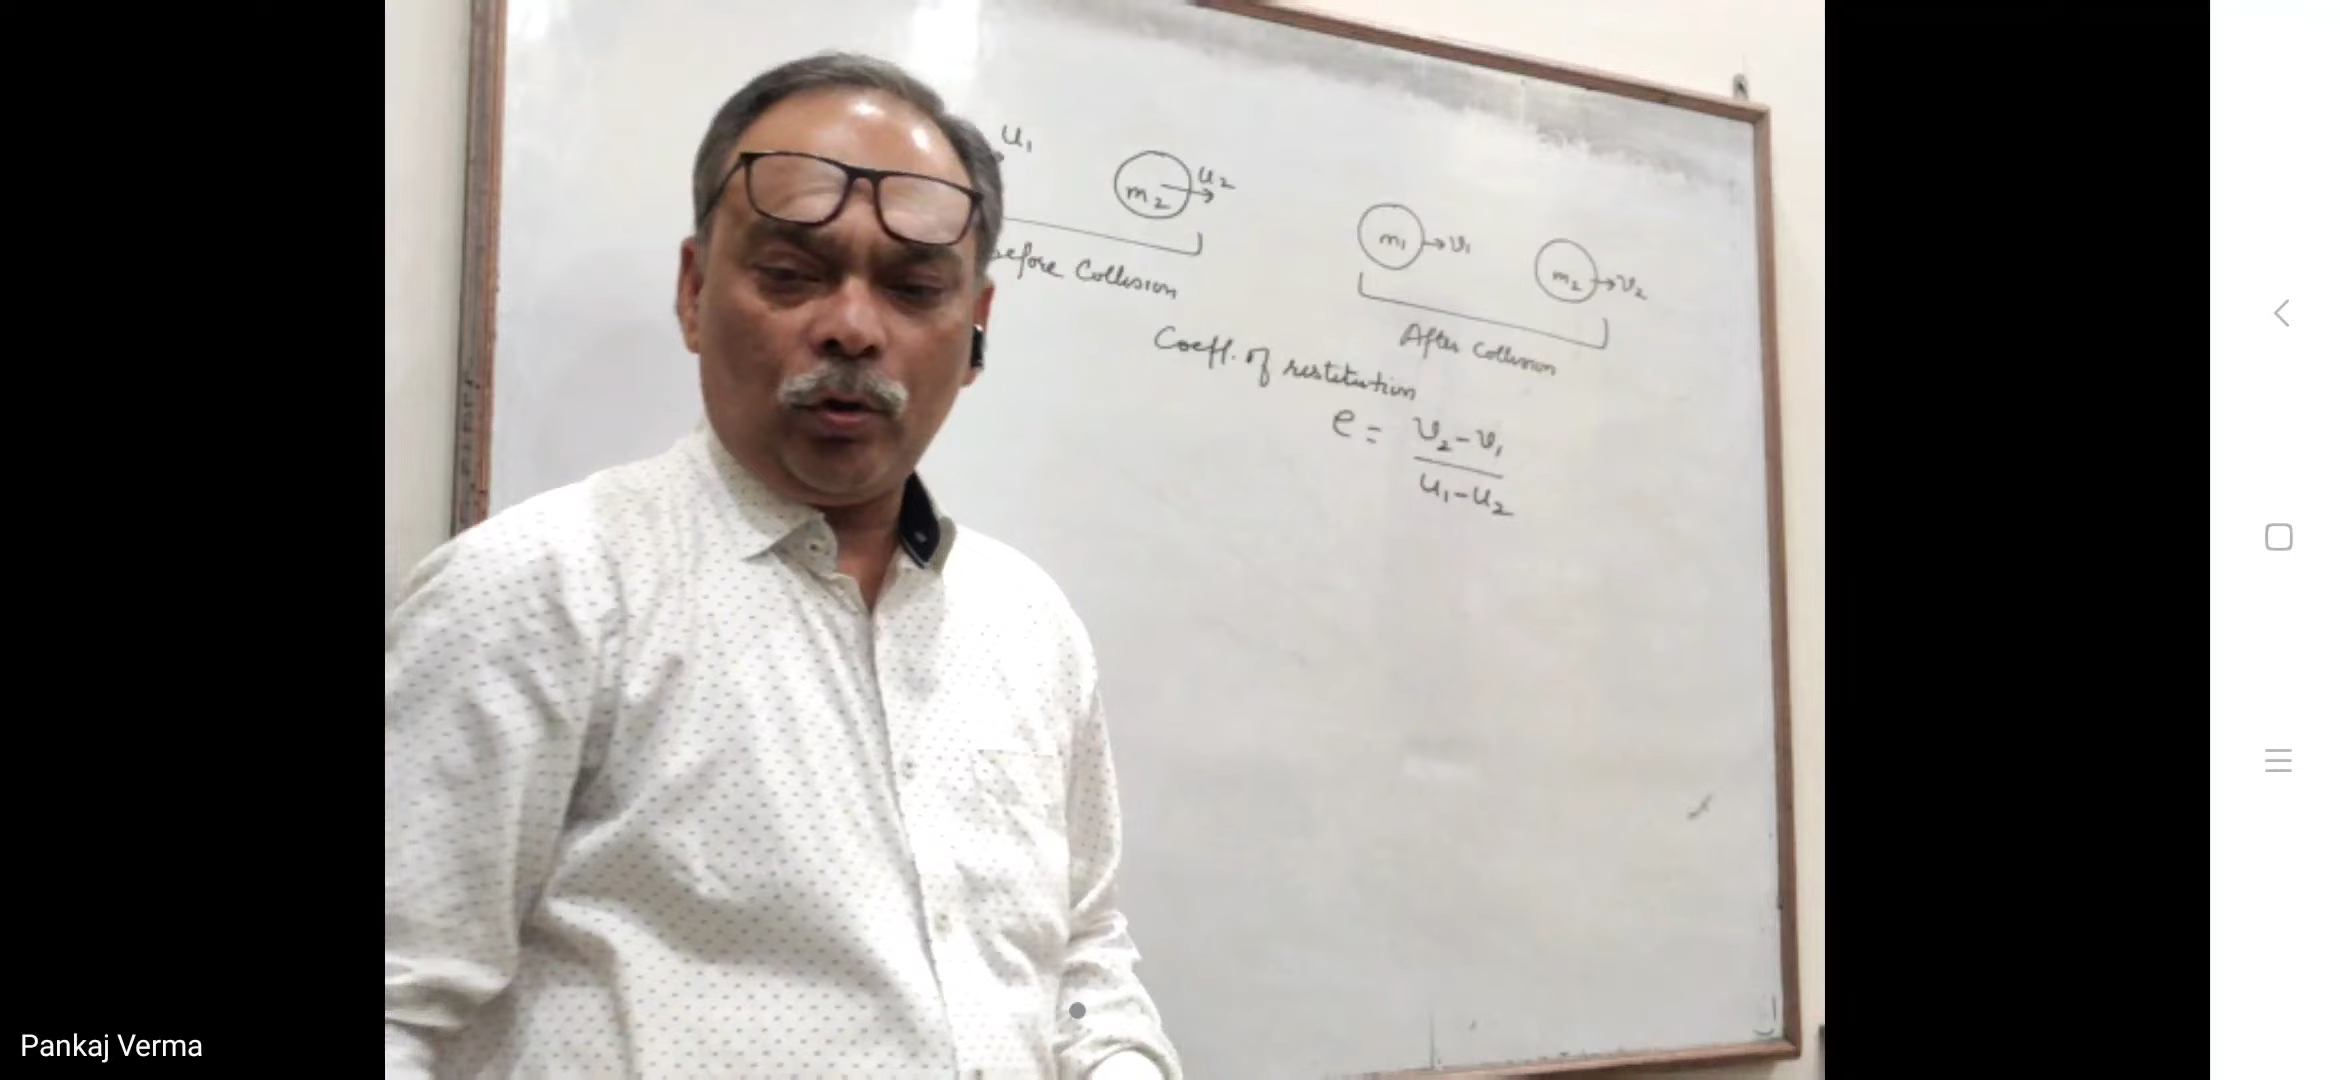 u₁
m₂ u₂
before Collision
m₁ v₁
m₂ v₂
After Collision
Coeff. of restitution
e = v₂-v₁ / u₁-u₂
Pankaj Verma